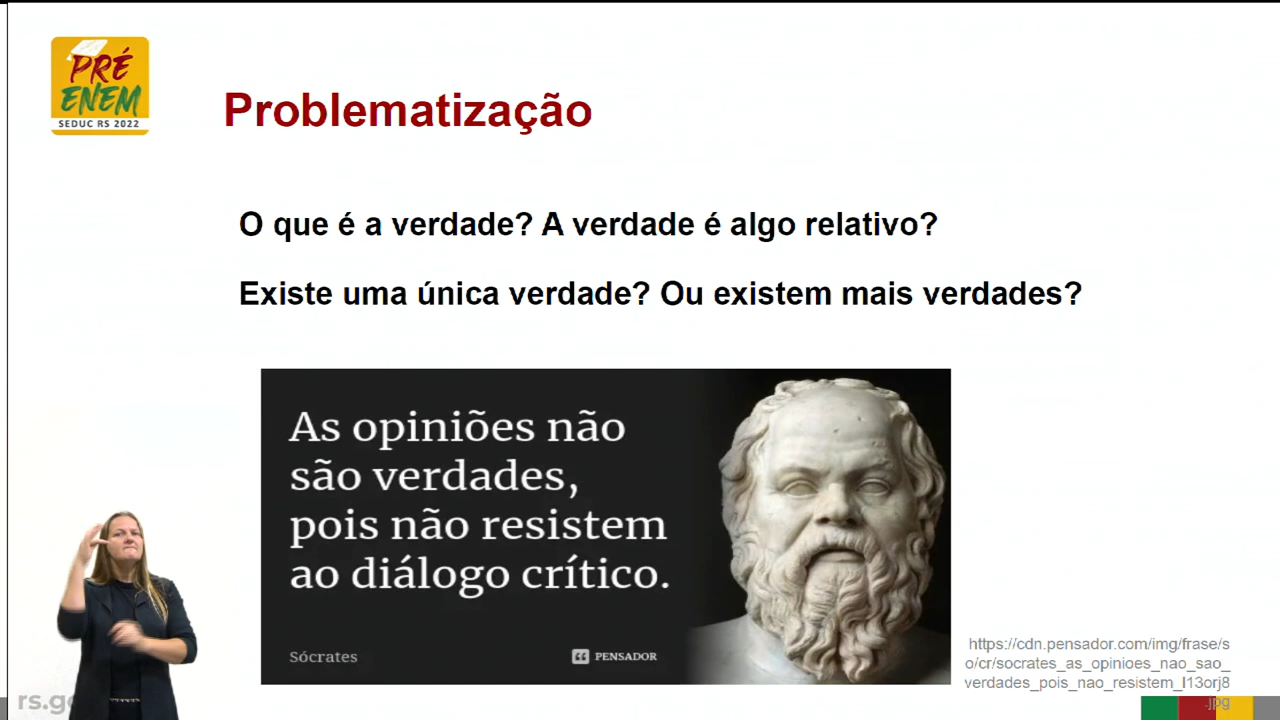 PRÉ
ENEM
SEDUC RS 2022
Problematização
O que é a verdade? A verdade é algo relativo?
Existe uma única verdade? Ou existem mais verdades?
As opiniões não
são verdades,
pois não resistem
ao diálogo crítico.
Sócrates
PENSADOR
https://cdn.pensador.com/img/frase/s
o/cr/socrates_as_opinioes_nao_sao_
verdades_pois_nao_resistem_l13orj8
.jpg